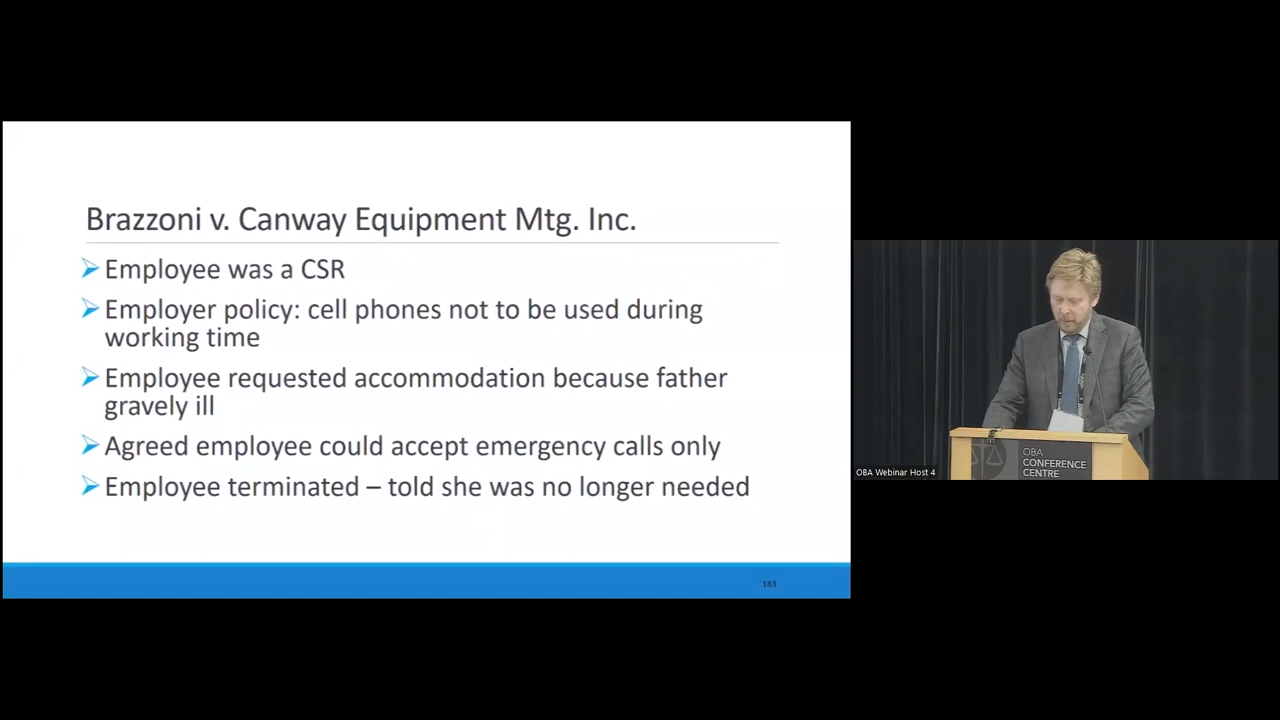 Brazzoni v. Canway Equipment Mtg. Inc.
Employee was a CSR
Employer policy: cell phones not to be used during
working time
Employee requested accommodation because father
gravely ill
Agreed employee could accept emergency calls only
Employee terminated – told she was no longer needed
183
OBA
CONFERENCE
CENTRE
OBA Webinar Host 4